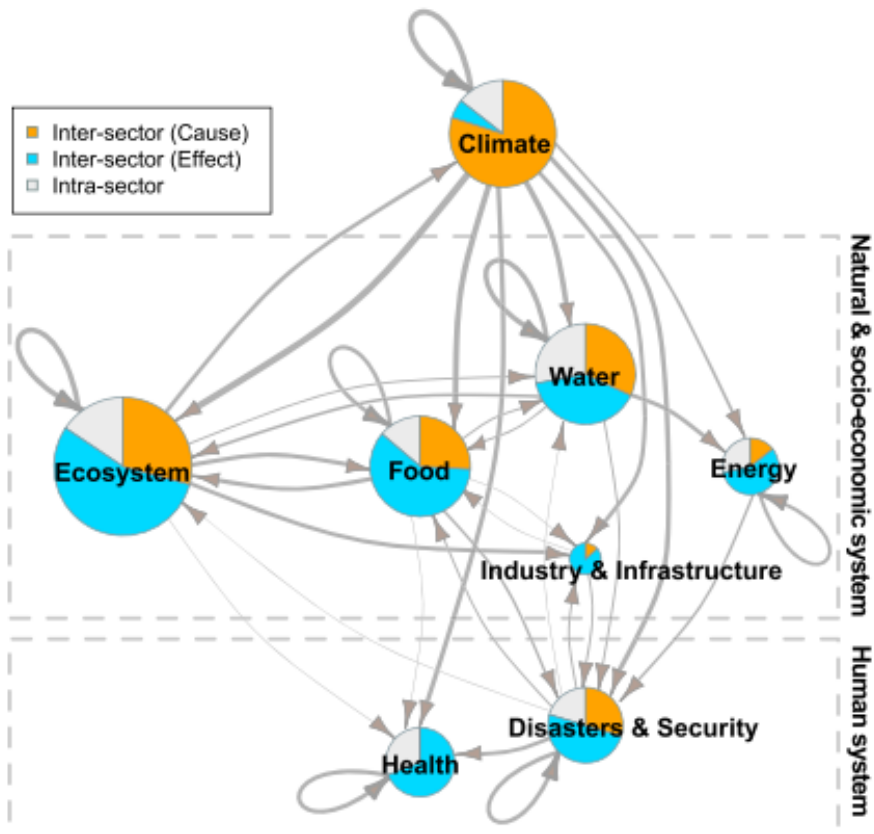 Inter-sector (Cause)
Inter-sector (Effect)
Intra-sector
Climate
Natural & socio-economic system
Water
Ecosystem
Food
Energy
Industry & Infrastructure
Human system
Disasters & Security
Health